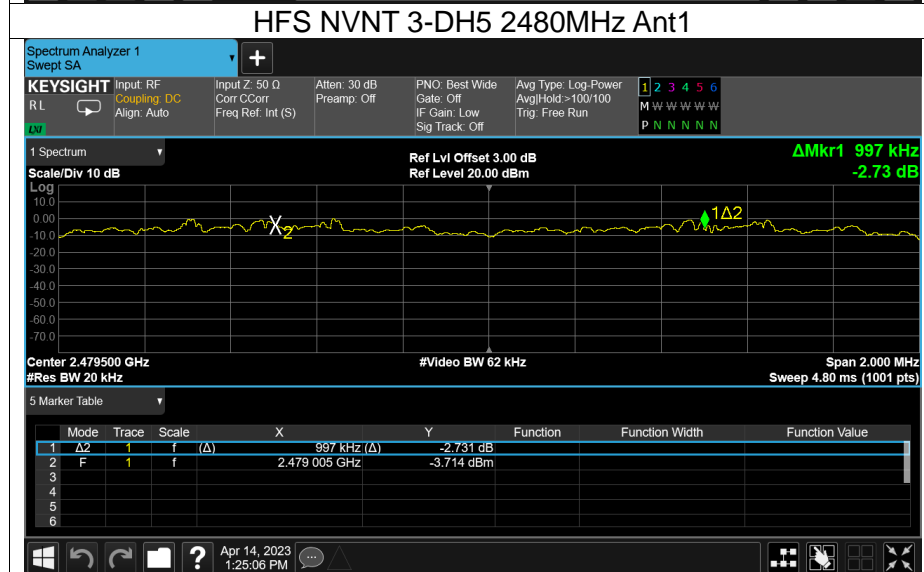 HFS NVNT 3-DH5 2480MHz Ant1
Spectrum Analyzer 1
Swept SA
+
KEYSIGHT Input: RF Input Z: 50 Ω Atten: 30 dB PNO: Best Wide Avg Type: Log-Power 1 2 3 4 5 6
RL Coupling: DC Corr CCorr Preamp: Off Gate: Off Avg|Hold:>100/100 M W W W W W
Align: Auto Freq Ref: Int (S) IF Gain: Low Trig: Free Run
LXI Sig Track: Off P N N N N N
1 Spectrum Ref Lvl Offset 3.00 dB ΔMkr1 997 kHz
Scale/Div 10 dB Ref Level 20.00 dBm -2.73 dB
Log
10.0
0.00 1Δ2
-10.0 X2
-20.0
-30.0
-40.0
-50.0
-60.0
-70.0
Center 2.479500 GHz #Video BW 62 kHz Span 2.000 MHz
#Res BW 20 kHz Sweep 4.80 ms (1001 pts)
5 Marker Table
Mode Trace Scale X Y Function Function Width Function Value
1 Δ2 1 f (Δ) 997 kHz (Δ) -2.731 dB
2 F 1 f 2.479 005 GHz -3.714 dBm
3
4
5
6
? Apr 14, 2023
1:25:06 PM